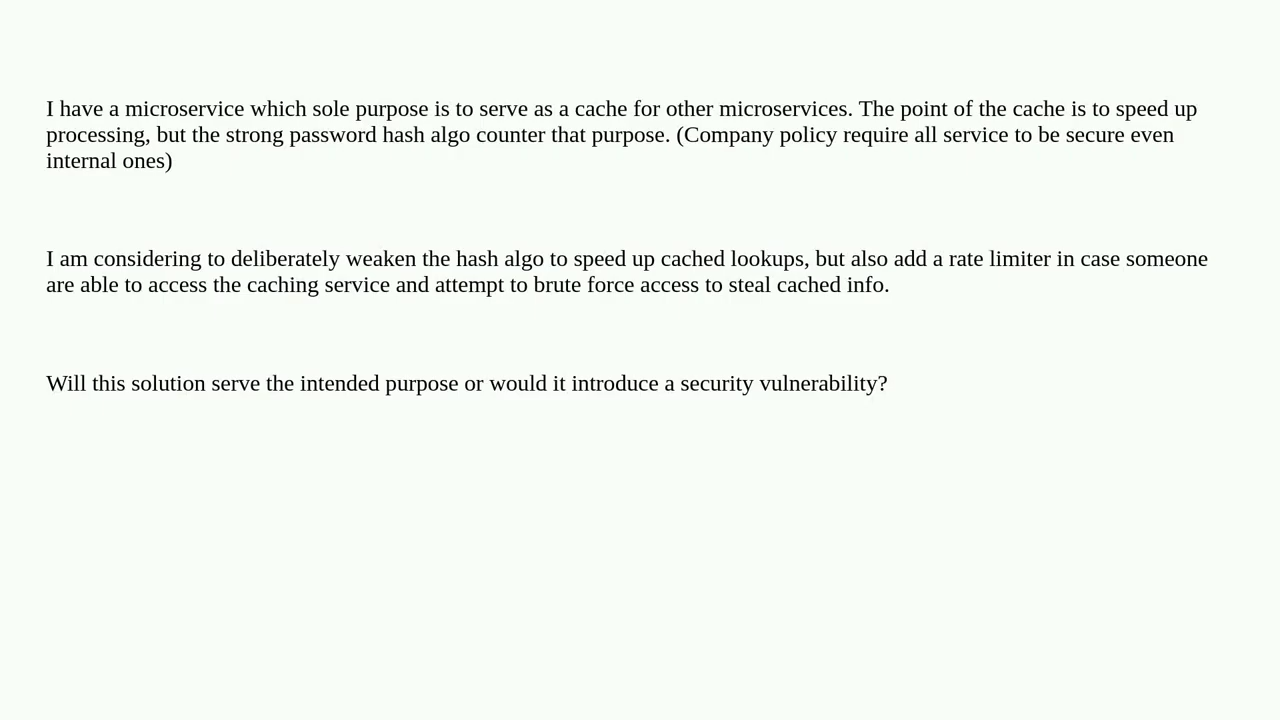 I have a microservice which sole purpose is to serve as a cache for other microservices. The point of the cache is to speed up
processing, but the strong password hash algo counter that purpose. (Company policy require all service to be secure even
internal ones)
I am considering to deliberately weaken the hash algo to speed up cached lookups, but also add a rate limiter in case someone
are able to access the caching service and attempt to brute force access to steal cached info.
Will this solution serve the intended purpose or would it introduce a security vulnerability?